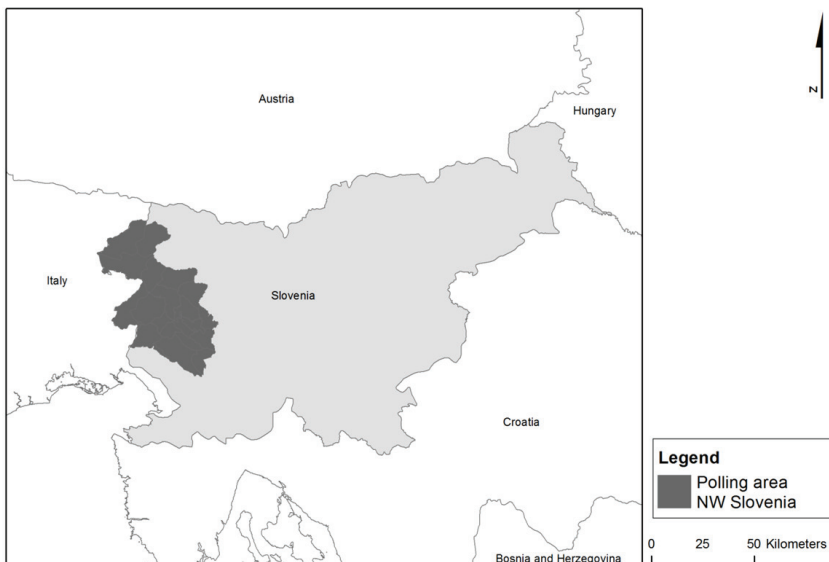 Austria
Hungary
Italy
Slovenia
Croatia
Bosnia and Herzegovina
N
Legend
Polling area
NW Slovenia
0 25 50 Kilometers